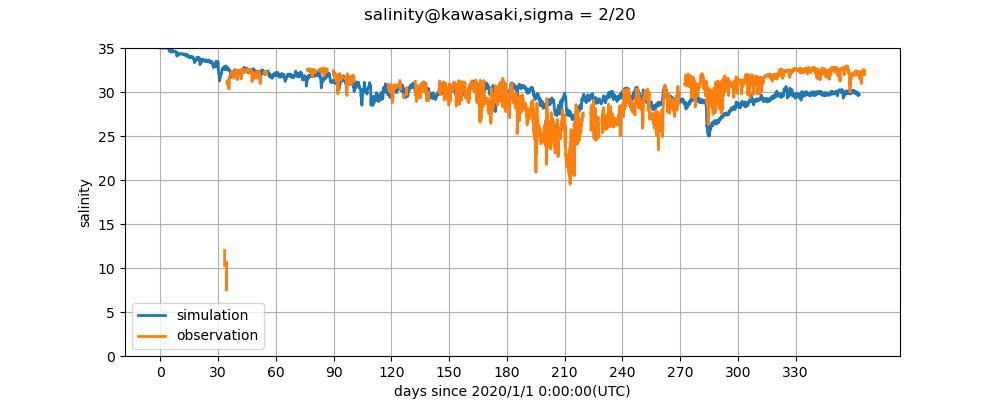 salinity@kawasaki,sigma = 2/20
salinity
35
30
25
20
15
10
5
0
simulation
observation
0 30 60 90 120 150 180 210 240 270 300 330
days since 2020/1/1 0:00:00(UTC)